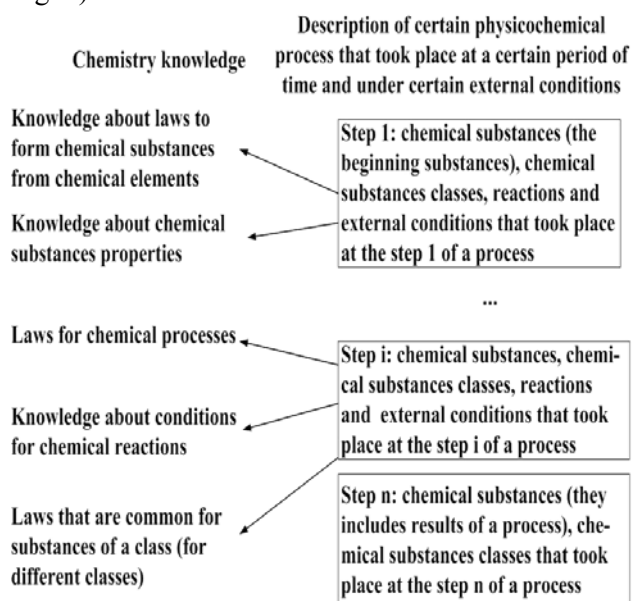 Chemistry knowledge
Knowledge about laws to
form chemical substances
from chemical elements
Knowledge about chemical
substances properties
Laws for chemical processes
Knowledge about conditions
for chemical reactions
Laws that are common for
substances of a class (for
different classes)
Description of certain physicochemical
process that took place at a certain period of
time and under certain external conditions
Step 1: chemical substances (the
beginning substances), chemical
substances classes, reactions and
external conditions that took place
at the step 1 of a process
...
Step i: chemical substances, chemi-
cal substances classes, reactions
and external conditions that took
place at the step i of a process
Step n: chemical substances (they
includes results of a process), che-
mical substances classes that took
place at the step n of a process